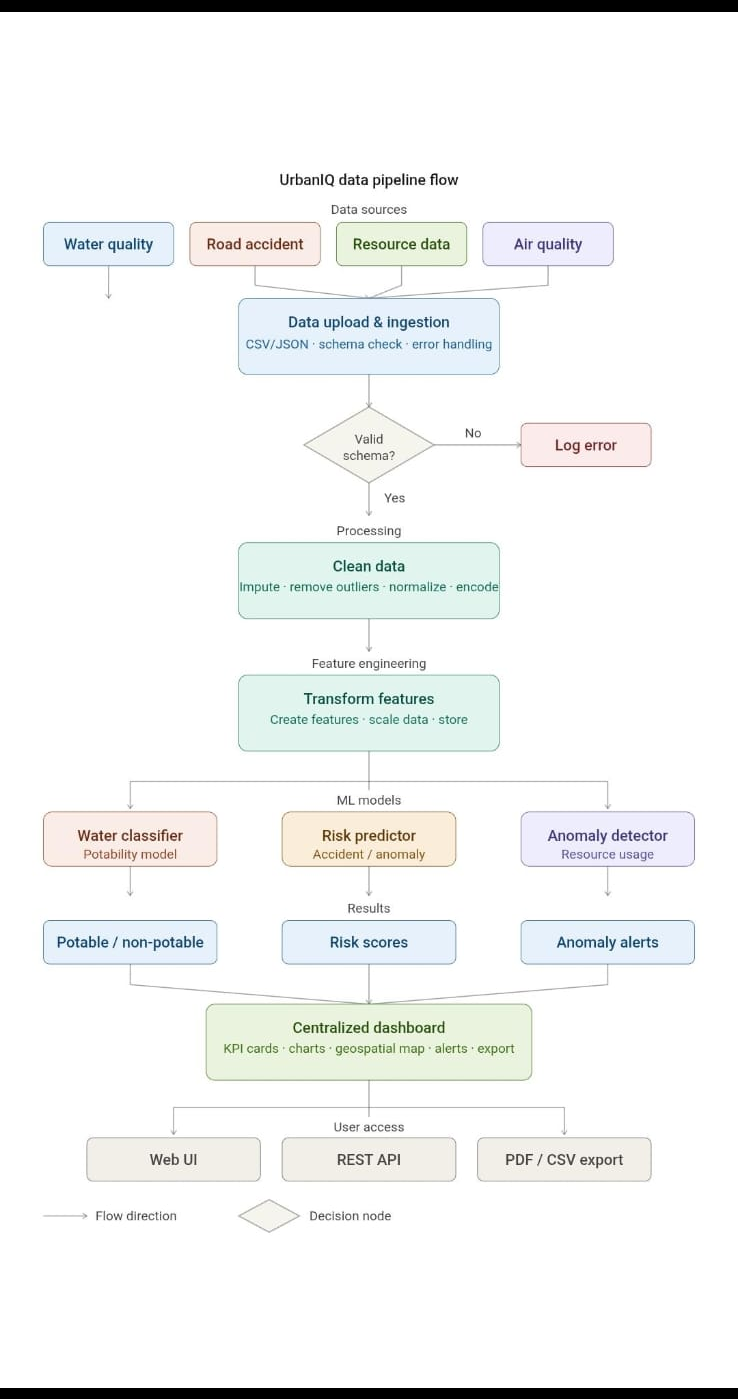 UrbanIQ data pipeline flow
Data sources
Water quality
Road accident
Resource data
Air quality
Data upload & ingestion
CSV/JSON · schema check · error handling
Valid
schema?
No
Log error
Yes
Processing
Clean data
Impute · remove outliers · normalize · encode
Feature engineering
Transform features
Create features · scale data · store
ML models
Water classifier
Potability model
Risk predictor
Accident / anomaly
Anomaly detector
Resource usage
Results
Potable / non-potable
Risk scores
Anomaly alerts
Centralized dashboard
KPI cards · charts · geospatial map · alerts · export
User access
Web UI
REST API
PDF / CSV export
Flow direction
Decision node